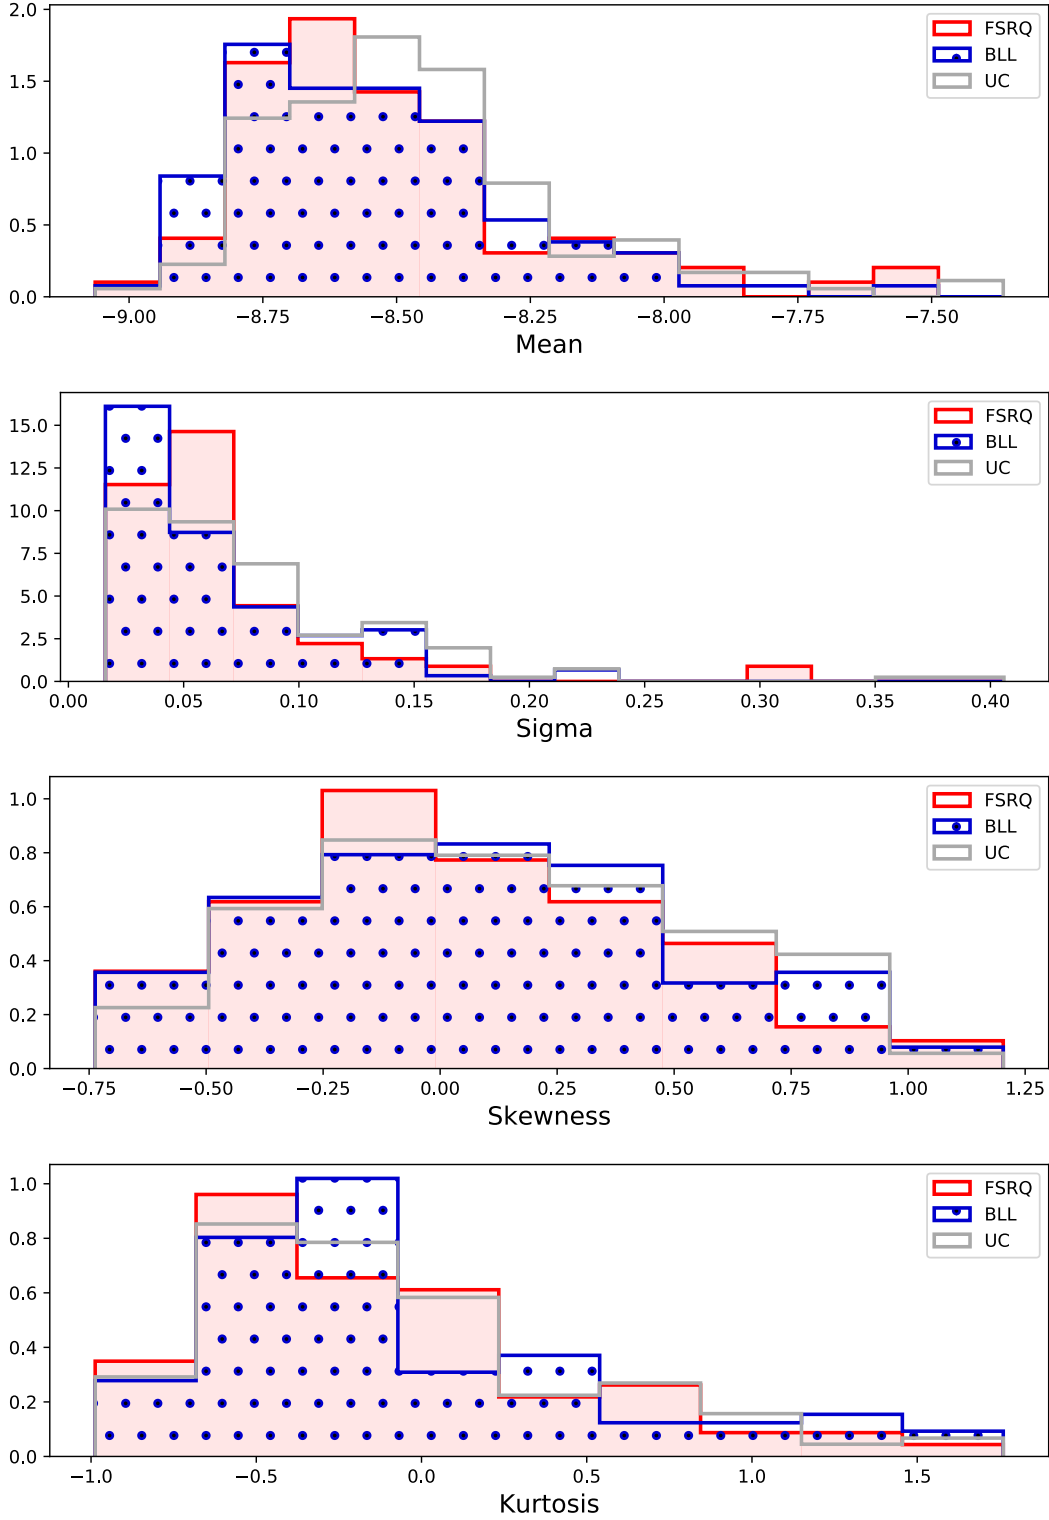 2.0
1.5
1.0
0.5
0.0
FSRQ
BLL
UC
−9.00 −8.75 −8.50 −8.25 −8.00 −7.75 −7.50
Mean
15.0
12.5
10.0
7.5
5.0
2.5
0.0
FSRQ
BLL
UC
0.00 0.05 0.10 0.15 0.20 0.25 0.30 0.35 0.40
Sigma
1.0
0.8
0.6
0.4
0.2
0.0
FSRQ
BLL
UC
−0.75 −0.50 −0.25 0.00 0.25 0.50 0.75 1.00 1.25
Skewness
1.0
0.8
0.6
0.4
0.2
0.0
FSRQ
BLL
UC
−1.0 −0.5 0.0 0.5 1.0 1.5
Kurtosis